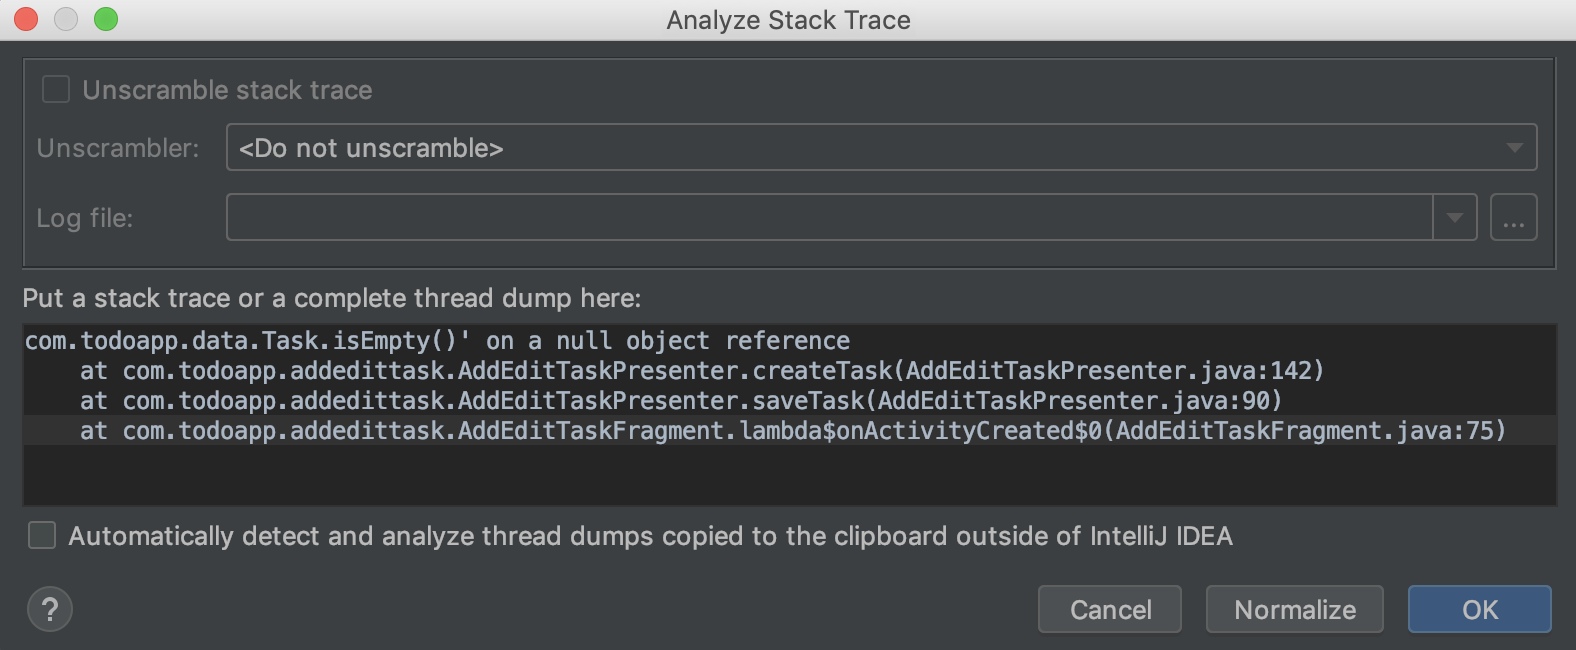 Analyze Stack Trace
Unscramble stack trace
Unscrambler: <Do not unscramble>
Log file: ...
Put a stack trace or a complete thread dump here:
com.todoapp.data.Task.isEmpty()' on a null object reference
at com.todoapp.addedittask.AddEditTaskPresenter.createTask(AddEditTaskPresenter.java:142)
at com.todoapp.addedittask.AddEditTaskPresenter.saveTask(AddEditTaskPresenter.java:90)
at com.todoapp.addedittask.AddEditTaskFragment.lambda$onActivityCreated$0(AddEditTaskFragment.java:75)
Automatically detect and analyze thread dumps copied to the clipboard outside of IntelliJ IDEA
? Cancel Normalize OK